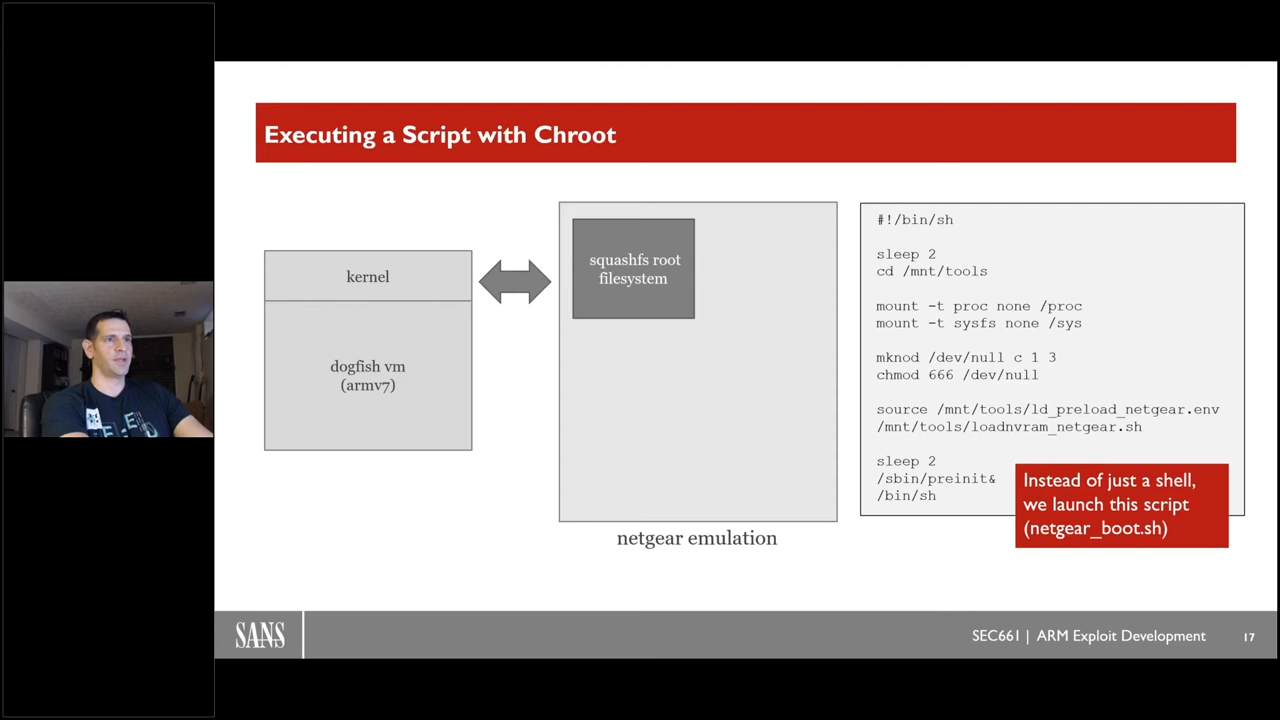 Executing a Script with Chroot
kernel
dogfish vm
(armv7)
squashfs root
filesystem
netgear emulation
#!/bin/sh
sleep 2
cd /mnt/tools
mount -t proc none /proc
mount -t sysfs none /sys
mknod /dev/null c 1 3
chmod 666 /dev/null
source /mnt/tools/ld_preload_netgear.env
/mnt/tools/loadnvram_netgear.sh
sleep 2
/sbin/preinit&
/bin/sh
Instead of just a shell,
we launch this script
(netgear_boot.sh)
SANS
SEC661 | ARM Exploit Development
17